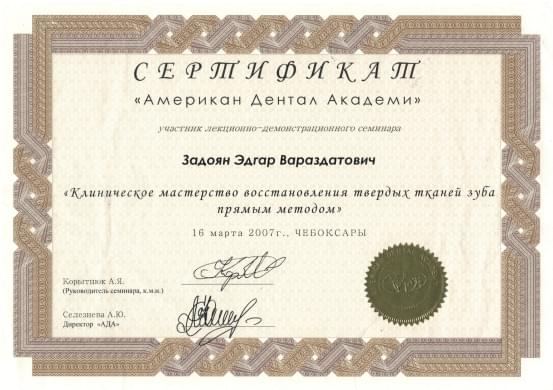 СЕРТИФИКАТ
«Американ Дентал Академи»
участник лекционно-демонстрационного семинара
Задоян Эдгар Вараздатович
«Клиническое мастерство восстановления твердых тканей зуба
прямым методом»
16 марта 2007г., ЧЕБОКСАРЫ
Корытнюк А.Я.
(Руководитель семинара, к.м.н.)
Селезнева А.Ю.
Директор «АДА»